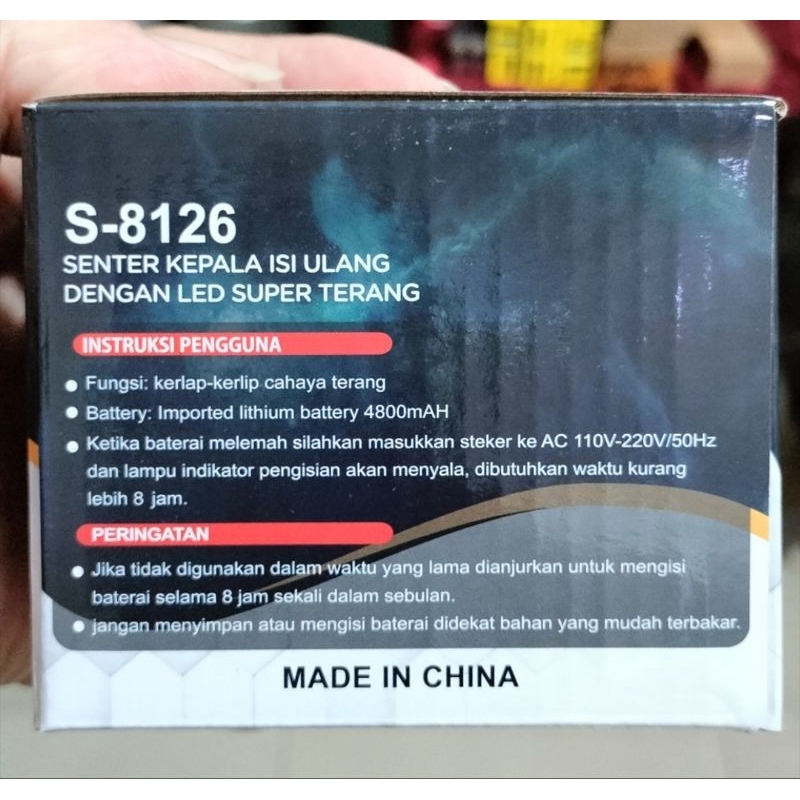 S-8126
SENTER KEPALA ISI ULANG
DENGAN LED SUPER TERANG
INSTRUKSI PENGGUNA
Fungsi: kerlap-kerlip cahaya terang
Battery: Imported lithium battery 4800mAH
Ketika baterai melemah silahkan masukkan steker ke AC 110V-220V/50Hz
dan lampu indikator pengisian akan menyala, dibutuhkan waktu kurang
lebih 8 jam.
PERINGATAN
Jika tidak digunakan dalam waktu yang lama dianjurkan untuk mengisi
baterai selama 8 jam sekali dalam sebulan.
jangan menyimpan atau mengisi baterai didekat bahan yang mudah terbakar.
MADE IN CHINA